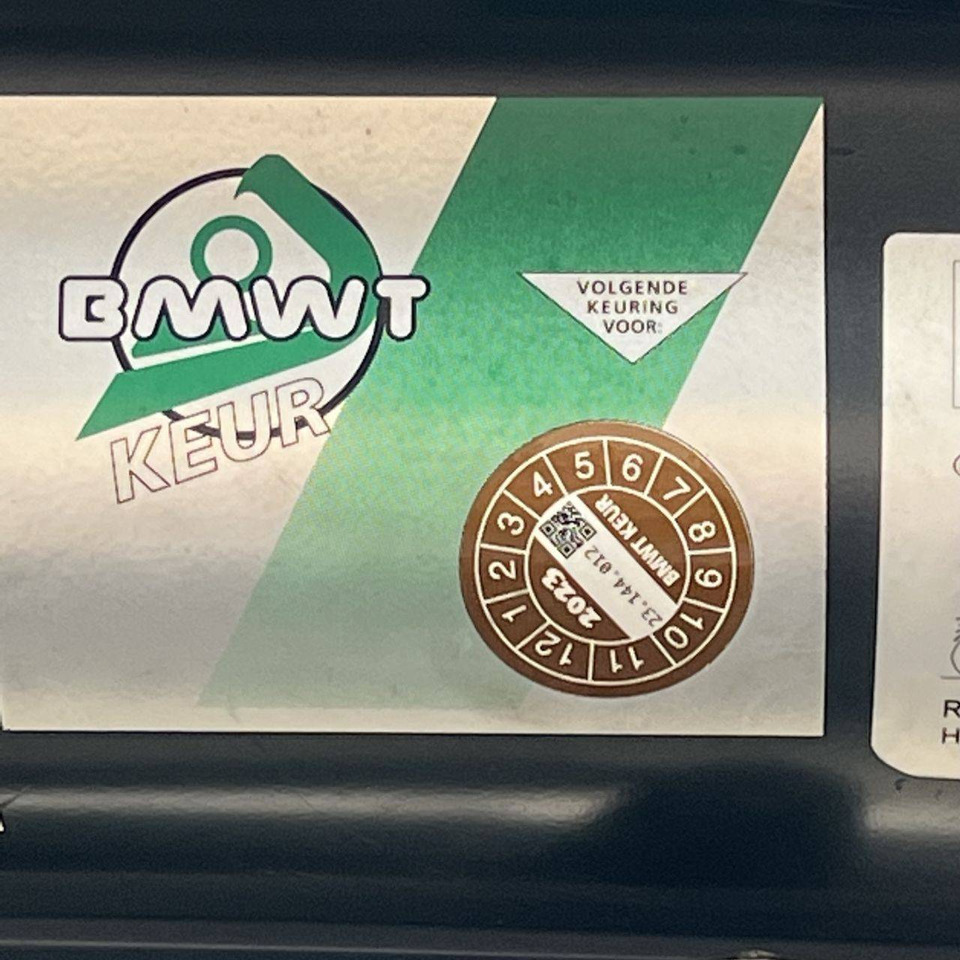 BMWT
KEUR
VOLGENDE
KEURING
VOOR:
1 2 3 4 5 6 7 8 9 10 11 12
BMWT KEUR
23.144.012
2023
R
H